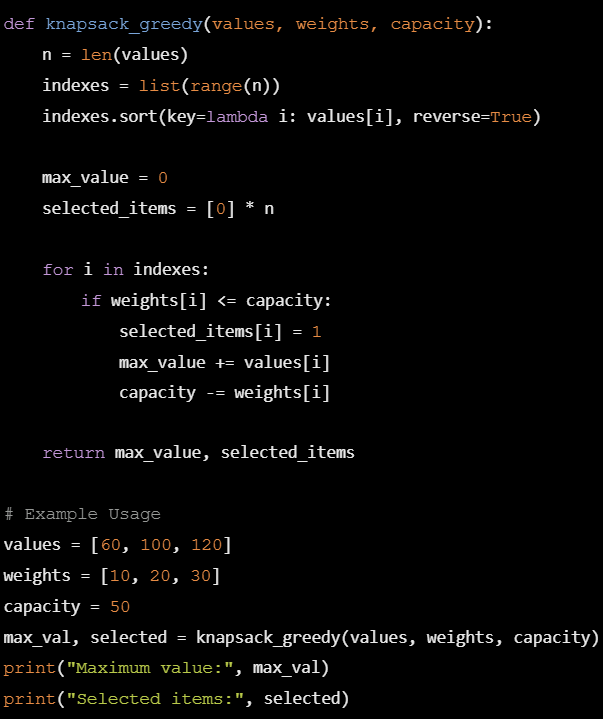 def knapsack_greedy(values, weights, capacity):
    n = len(values)
    indexes = list(range(n))
    indexes.sort(key=lambda i: values[i], reverse=True)

    max_value = 0
    selected_items = [0] * n

    for i in indexes:
        if weights[i] <= capacity:
            selected_items[i] = 1
            max_value += values[i]
            capacity -= weights[i]

    return max_value, selected_items

# Example Usage
values = [60, 100, 120]
weights = [10, 20, 30]
capacity = 50
max_val, selected = knapsack_greedy(values, weights, capacity)
print("Maximum value:", max_val)
print("Selected items:", selected)